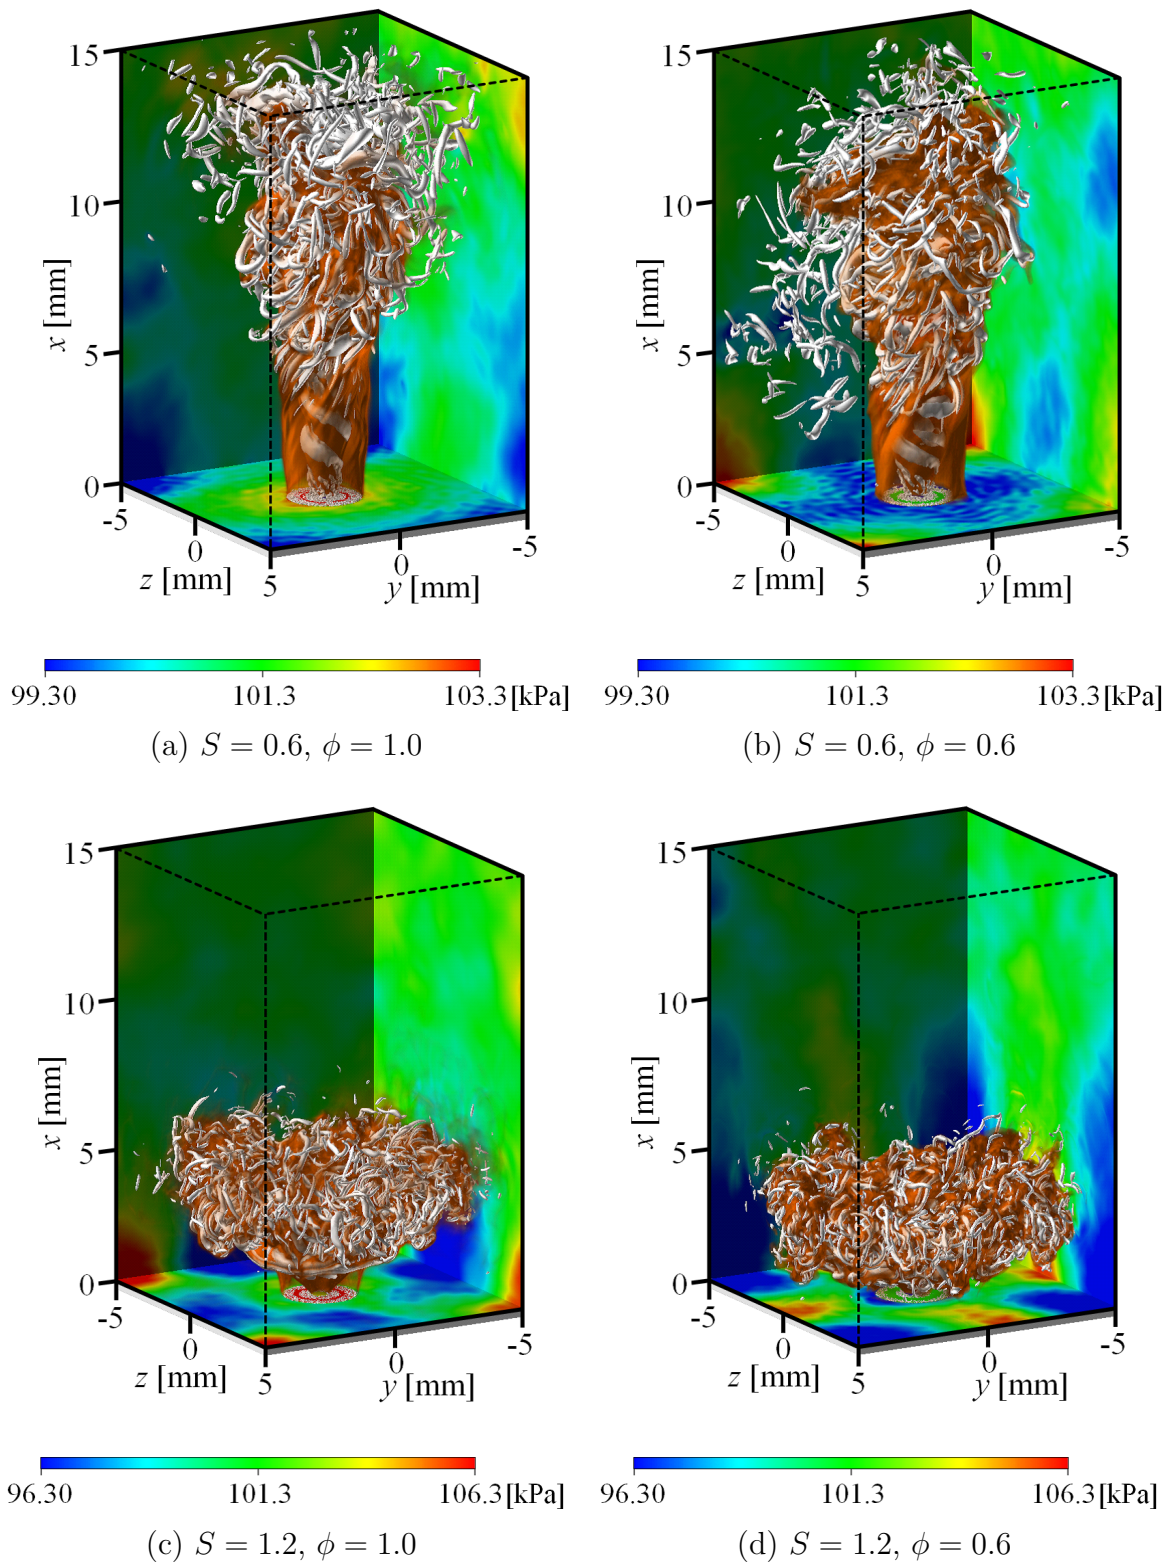 15
10
5
0
x [mm]
-5
0
5
z [mm]
0
-5
y [mm]
99.30 101.3 103.3[kPa]
(a) S = 0.6, ϕ = 1.0
15
10
5
0
x [mm]
-5
0
5
z [mm]
0
-5
y [mm]
99.30 101.3 103.3[kPa]
(b) S = 0.6, ϕ = 0.6
15
10
5
0
x [mm]
-5
0
5
z [mm]
0
-5
y [mm]
96.30 101.3 106.3[kPa]
(c) S = 1.2, ϕ = 1.0
15
10
5
0
x [mm]
-5
0
5
z [mm]
0
-5
y [mm]
96.30 101.3 106.3[kPa]
(d) S = 1.2, ϕ = 0.6